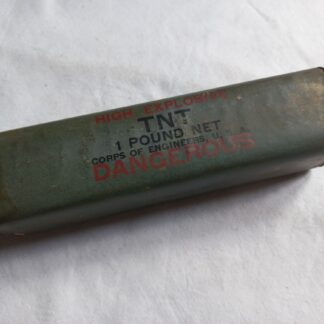 HIGH EXPLOSIVE
TNT
1 POUND NET
CORPS OF ENGINEERS, U.
DANGEROUS